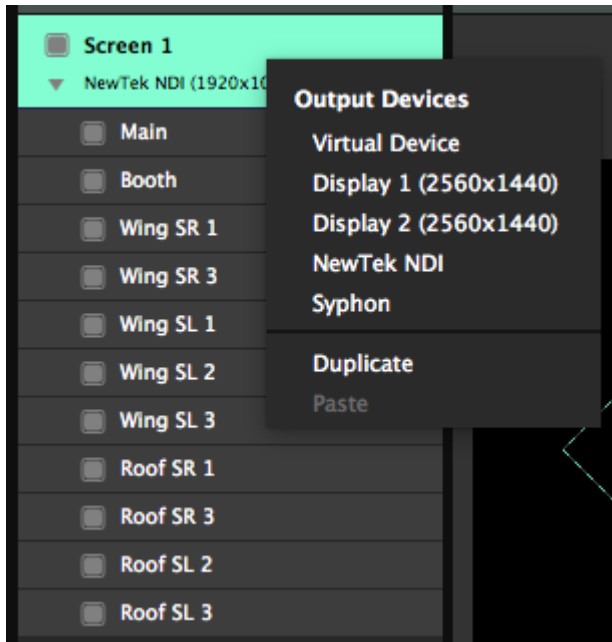 Screen 1
NewTek NDI (1920x10
Main
Booth
Wing SR 1
Wing SR 3
Wing SL 1
Wing SL 2
Wing SL 3
Roof SR 1
Roof SR 3
Roof SL 2
Roof SL 3
Output Devices
Virtual Device
Display 1 (2560x1440)
Display 2 (2560x1440)
NewTek NDI
Syphon
Duplicate
Paste